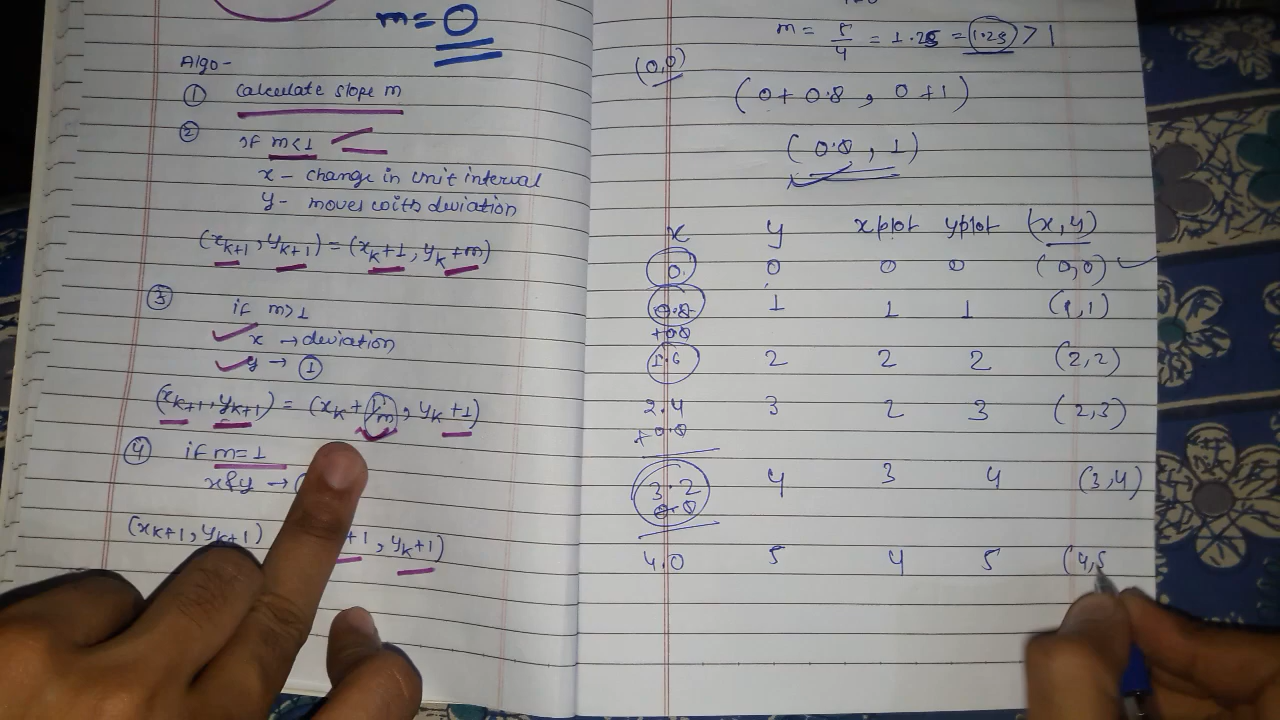 m = 0
Algo -
① calculate slope m
② if m<1
x - change in unit interval
y - moves with deviation
(xk+1, yk+1) = (xk+1, yk+m)
③ if m>1
x → deviation
y → ①
(xk+1, yk+1) = (xk + 1/m, yk+1)
④ if m=1
x&y →
(xk+1, yk+1) +1, yk+1)
m = 5/4 = 1.25 = 1.25 > 1
(0,0)
(0+0.8, 0+1)
(0.8, 1)
x y xplot yplot (x,y)
0. 0 0 0 (0,0)
0.8 1 1 1 (1,1)
+0.8
1.6 2 2 2 (2,2)
2.4 3 2 3 (2,3)
+0.8
3.2 4 3 4 (3,4)
0.8
4.0 5 4 5 (4,5